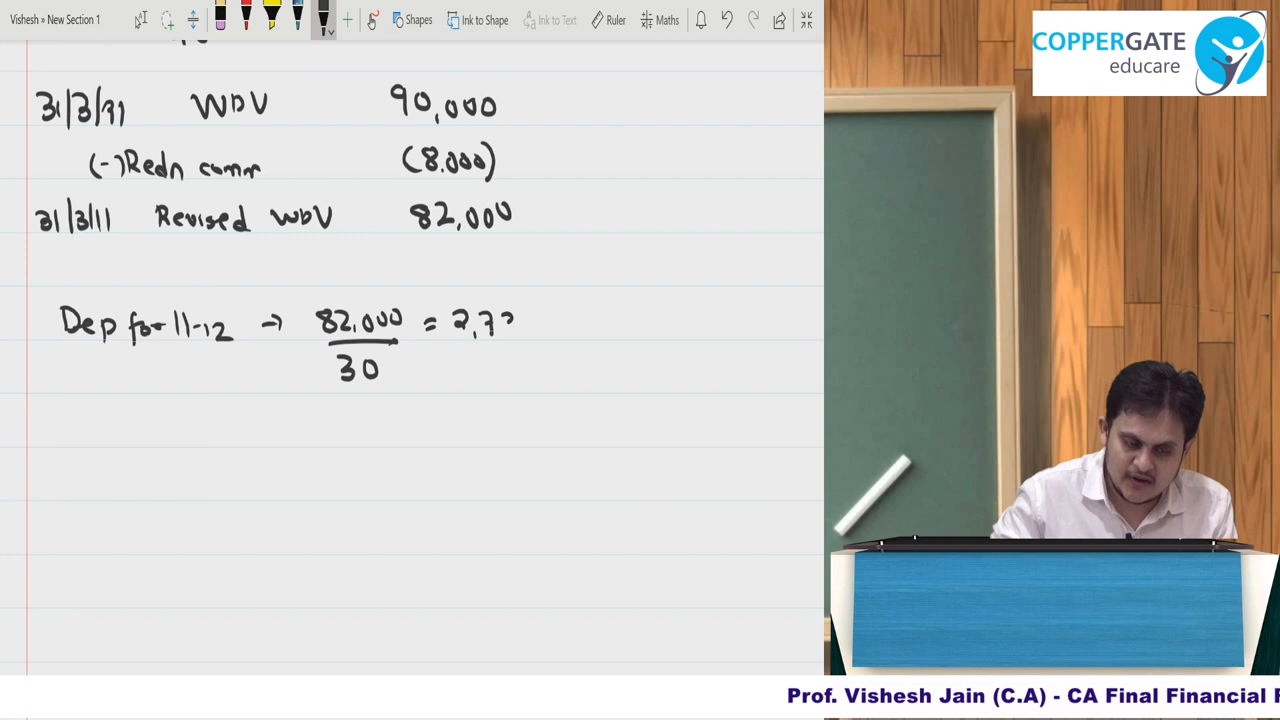 Vishesh » New Section 1
Shapes
Ink to Shape
Ink to Text
Ruler
Maths
COPPERGATE
educare
31/3/11 WDV 90,000
(-) Redn comm (8.000)
31/3/11 Revised WDV 82,000
Dep for 11-12 → 82,000 = 2,73
30
Prof. Vishesh Jain (C.A) - CA Final Financial